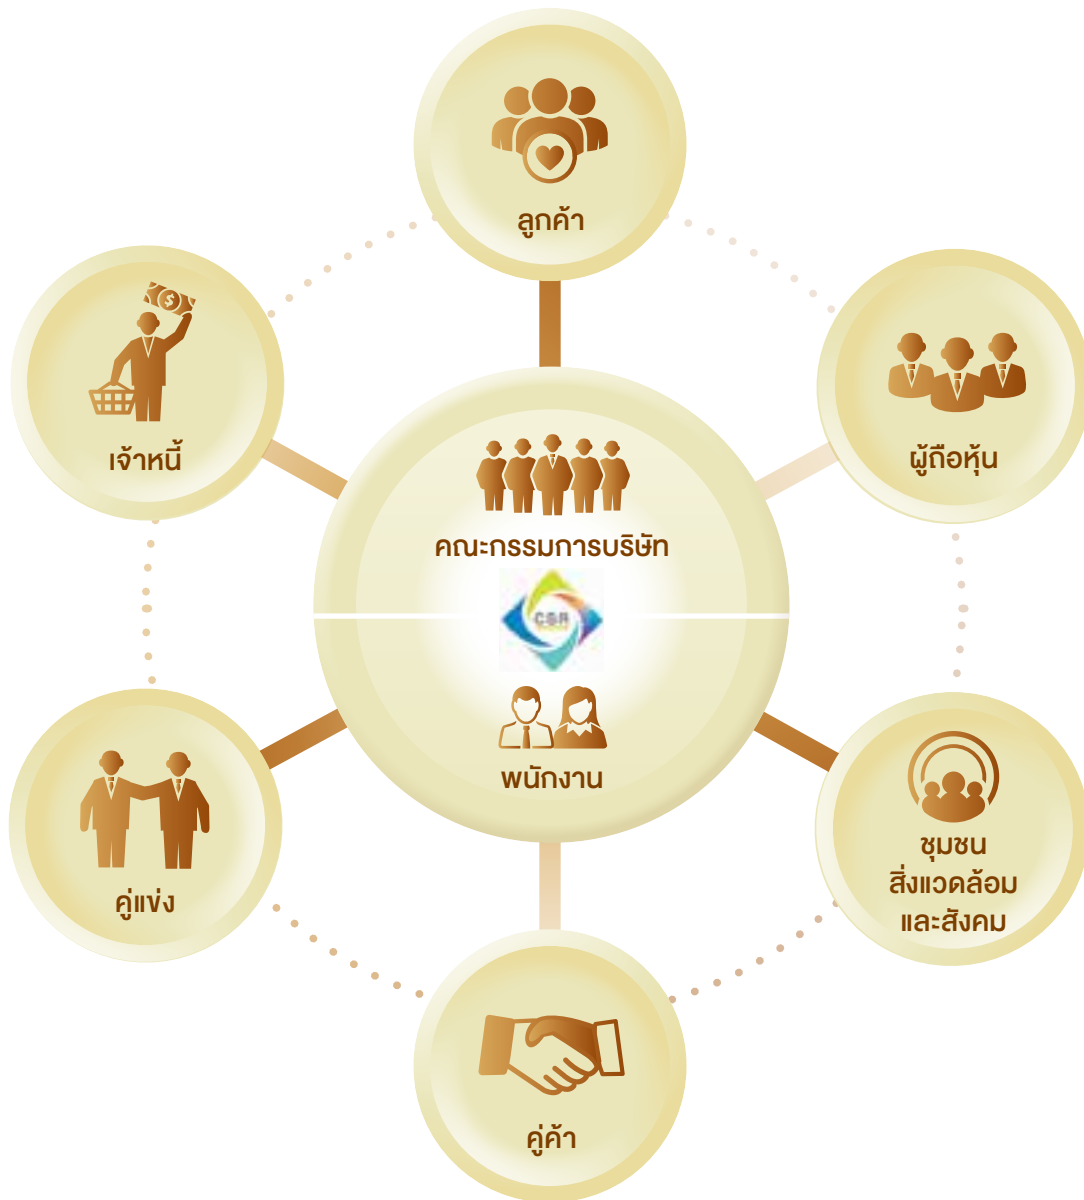 ลูกค้า
เจ้าหนี้
ผู้ถือหุ้น
คณะกรรมการบริษัท
CSR
พนักงาน
คู่แข่ง
ชุมชน
สิ่งแวดล้อม
และสังคม
คู่ค้า